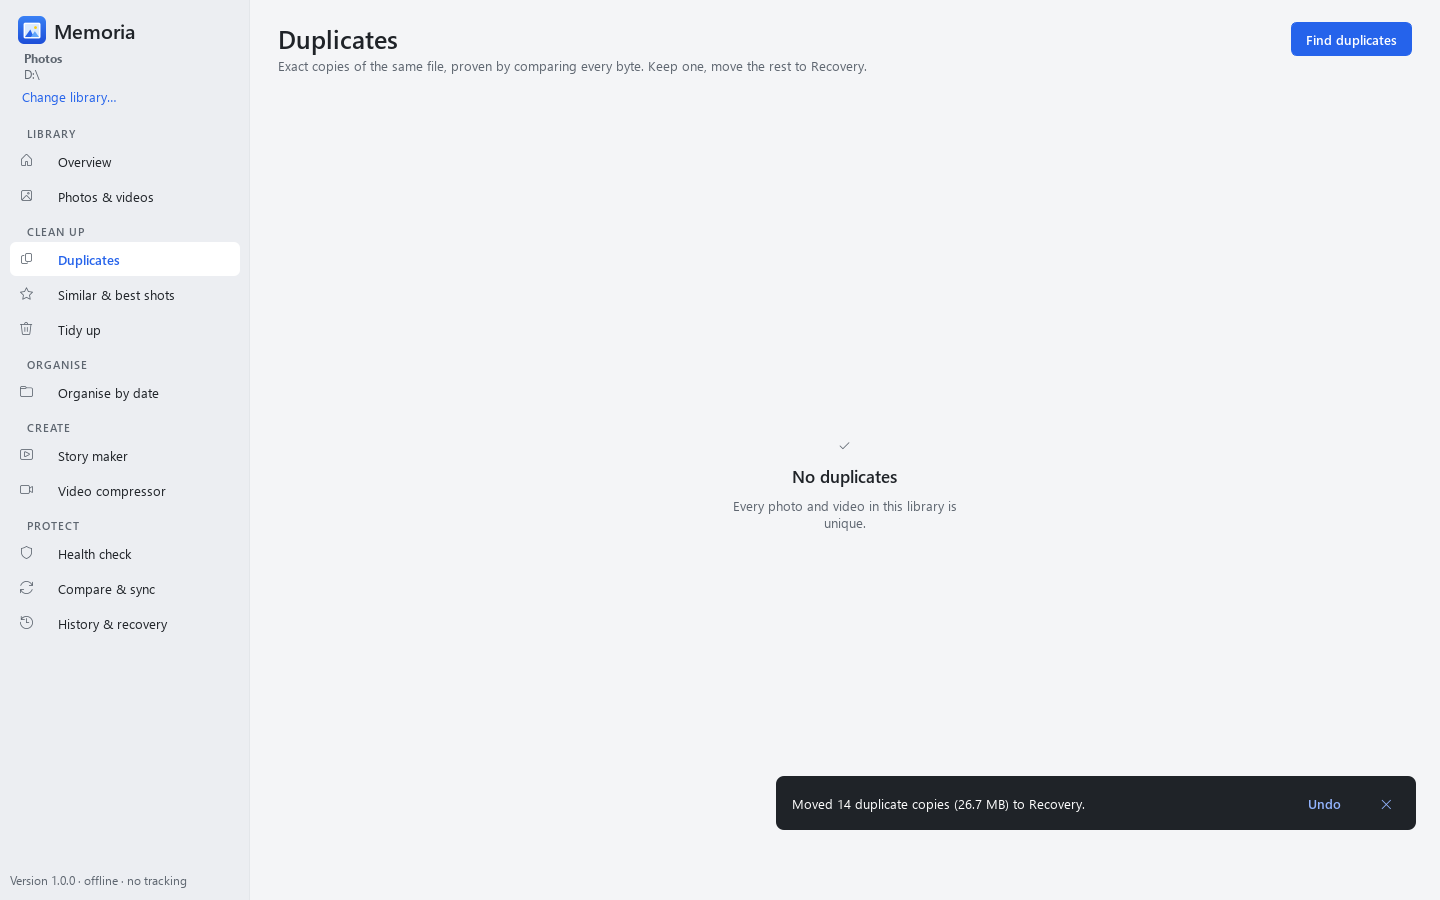 Memoria
Photos
D:\
Change library...
LIBRARY
Overview
Photos & videos
CLEAN UP
Duplicates
Similar & best shots
Tidy up
ORGANISE
Organise by date
CREATE
Story maker
Video compressor
PROTECT
Health check
Compare & sync
History & recovery
Version 1.0.0 · offline · no tracking
Duplicates
Exact copies of the same file, proven by comparing every byte. Keep one, move the rest to Recovery.
Find duplicates
No duplicates
Every photo and video in this library is
unique.
Moved 14 duplicate copies (26.7 MB) to Recovery.
Undo